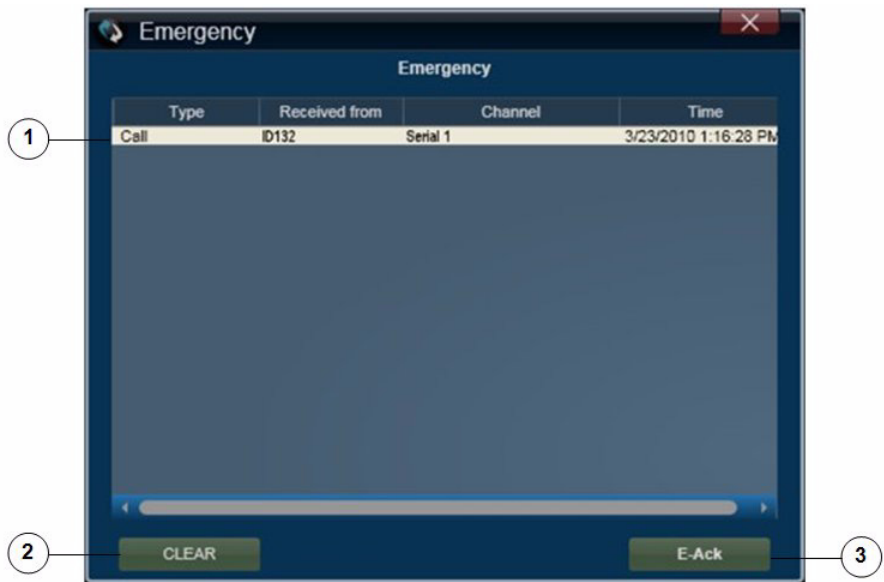 Emergency
Emergency
Type Received from Channel Time
1
Call ID132 Serial 1 3/23/2010 1:16:28 PM
2
CLEAR E-Ack
3